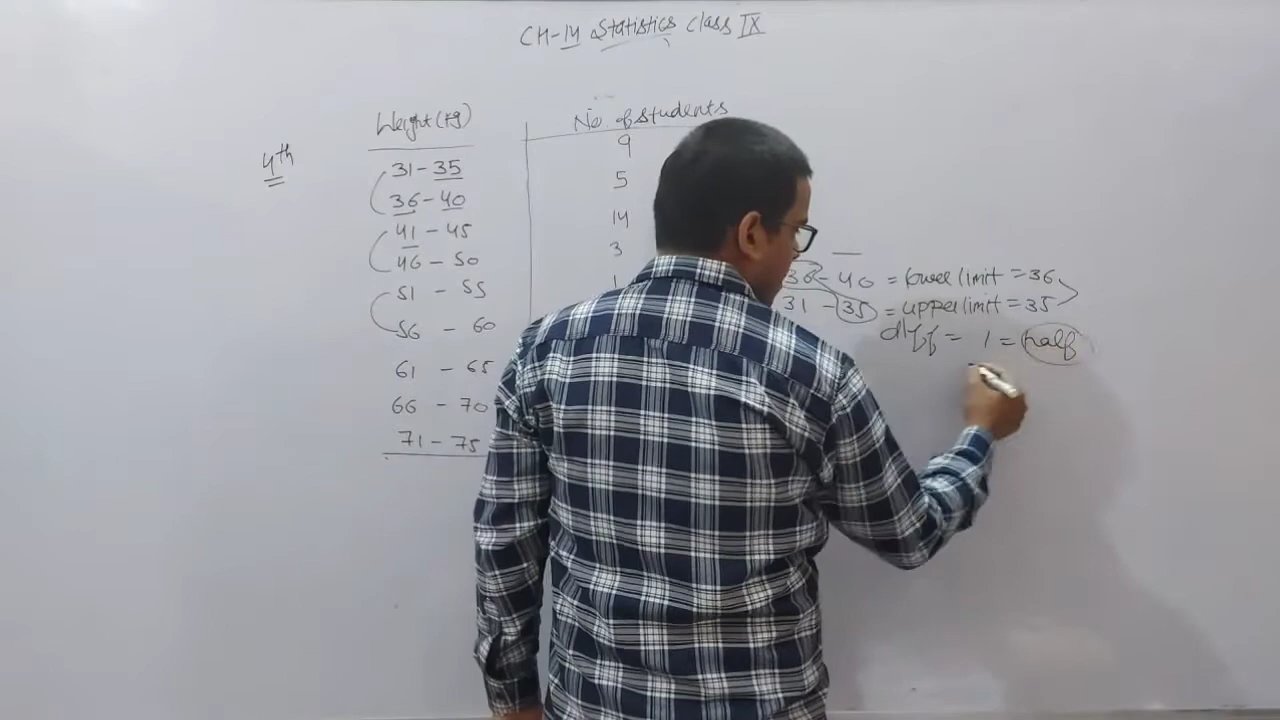 CH-14 Statistics Class IX
4th
Weight(Kg) No. of students
31-35 9
36-40 5
41-45 14
46-50 3
51-55 1
56-60
61-65
66-70
71-75
36-40 = lower limit = 36
31-35 = upper limit = 35
diff = 1 = half